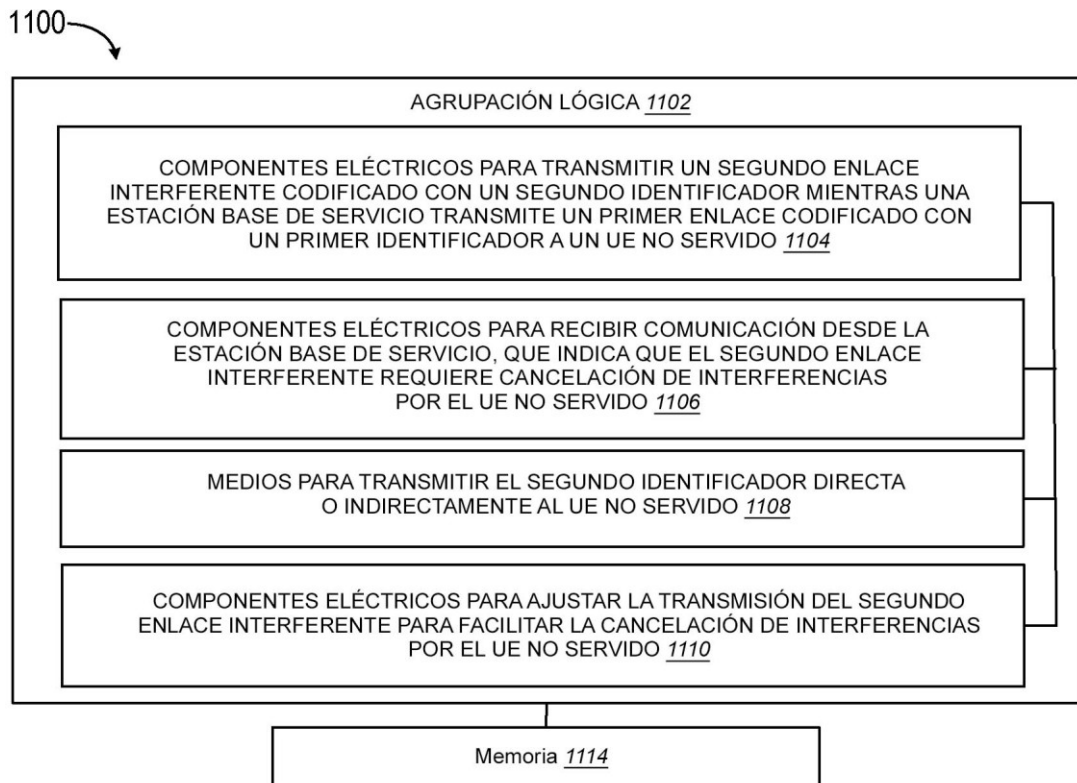 1100
AGRUPACIÓN LÓGICA 1102
COMPONENTES ELÉCTRICOS PARA TRANSMITIR UN SEGUNDO ENLACE
INTERFERENTE CODIFICADO CON UN SEGUNDO IDENTIFICADOR MIENTRAS UNA
ESTACIÓN BASE DE SERVICIO TRANSMITE UN PRIMER ENLACE CODIFICADO CON
UN PRIMER IDENTIFICADOR A UN UE NO SERVIDO 1104
COMPONENTES ELÉCTRICOS PARA RECIBIR COMUNICACIÓN DESDE LA
ESTACIÓN BASE DE SERVICIO, QUE INDICA QUE EL SEGUNDO ENLACE
INTERFERENTE REQUIERE CANCELACIÓN DE INTERFERENCIAS
POR EL UE NO SERVIDO 1106
MEDIOS PARA TRANSMITIR EL SEGUNDO IDENTIFICADOR DIRECTA
O INDIRECTAMENTE AL UE NO SERVIDO 1108
COMPONENTES ELÉCTRICOS PARA AJUSTAR LA TRANSMISIÓN DEL SEGUNDO
ENLACE INTERFERENTE PARA FACILITAR LA CANCELACIÓN DE INTERFERENCIAS
POR EL UE NO SERVIDO 1110
Memoria 1114